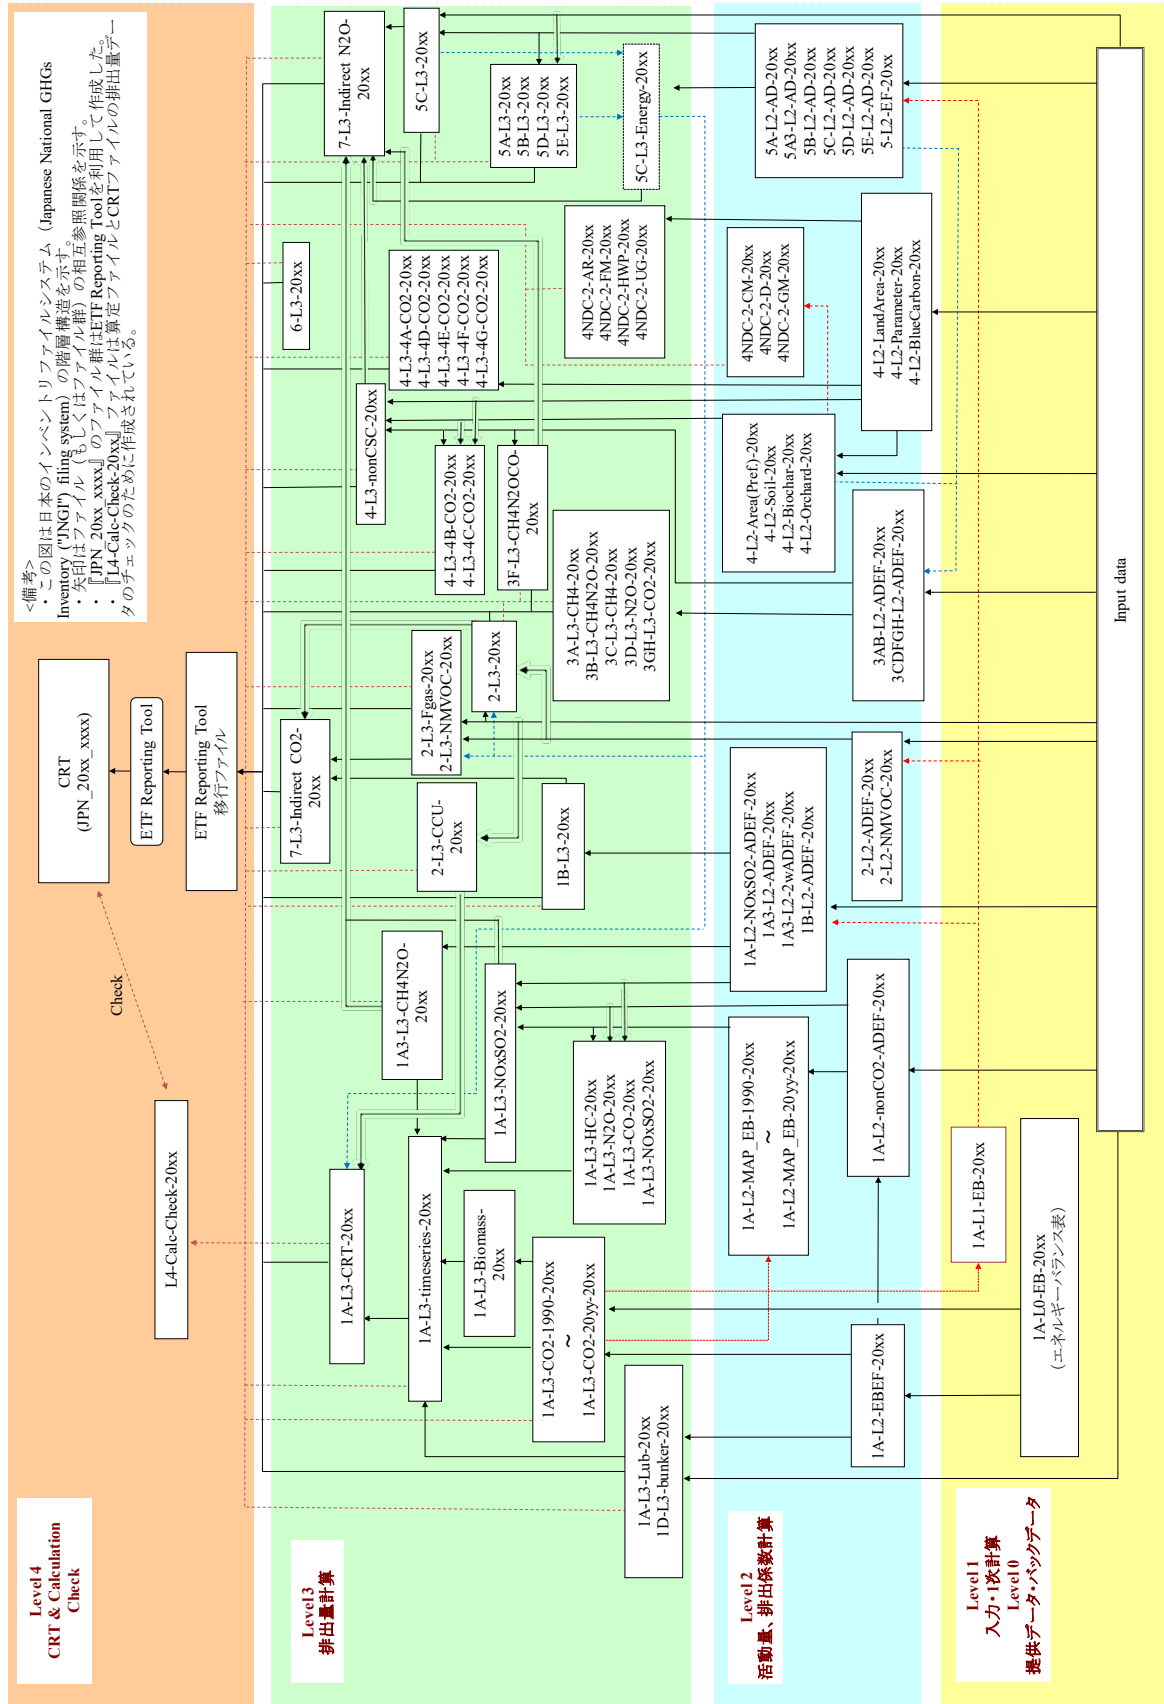 Level 4
CRT & Calculation
Check
L4-Calc-Check-20xx
Check
CRT
(JPN_20xx_xxxx)
ETF Reporting Tool
ETF Reporting Tool
移行ファイル
<備考>
・この図は日本のインベントリファイルシステム（Japanese National GHGs
Inventory ("JNGI") filing system）の階層構造を示す。
・矢印はファイル（もしくはファイル群）の相互参照関係を示す。
・『JPN_20xx_xxxx』のファイル群はETF Reporting Toolを利用して作成した。
・『L4-Calc-Check-20xx』ファイルは算定ファイルとCRTファイルの排出量デー
タのチェックのために作成されている。
Level 3
排出量計算
1A-L3-CRT-20xx
7-L3-Indirect CO2-
20xx
6-L3-20xx
7-L3-Indirect N2O-
20xx
1A-L3-timeseries-20xx
1A3-L3-CH4N2O-
20xx
2-L3-CCU-
20xx
2-L3-Fgas-20xx
2-L3-NMVOC-20xx
4-L3-nonCSC-20xx
4-L3-4A-CO2-20xx
4-L3-4D-CO2-20xx
4-L3-4E-CO2-20xx
4-L3-4F-CO2-20xx
4-L3-4G-CO2-20xx
5C-L3-20xx
1A-L3-Biomass-
20xx
1A-L3-NOxSO2-20xx
2-L3-20xx
4-L3-4B-CO2-20xx
4-L3-4C-CO2-20xx
3F-L3-CH4N2OCO-
20xx
5A-L3-20xx
5B-L3-20xx
5D-L3-20xx
5E-L3-20xx
1A-L3-CO2-1990-20xx
～
1A-L3-CO2-20yy-20xx
1A-L3-HC-20xx
1A-L3-N2O-20xx
1A-L3-CO-20xx
1A-L3-NOxSO2-20xx
1B-L3-20xx
3A-L3-CH4-20xx
3B-L3-CH4N2O-20xx
3C-L3-CH4-20xx
3D-L3-N2O-20xx
3GH-L3-CO2-20xx
4NDC-2-AR-20xx
4NDC-2-FM-20xx
4NDC-2-HWP-20xx
4NDC-2-UG-20xx
5C-L3-Energy-20xx
1A-L3-Lub-20xx
1D-L3-bunker-20xx
Level 2
活動量、排出係数計算
1A-L2-MAP_EB-1990-20xx
～
1A-L2-MAP_EB-20yy-20xx
1A-L2-NOxSO2-ADEF-20xx
1A3-L2-ADEF-20xx
1A3-L2-2wADEF-20xx
1B-L2-ADEF-20xx
4-L2-Area(Pref.)-20xx
4-L2-Soil-20xx
4-L2-Biochar-20xx
4-L2-Orchard-20xx
4NDC-2-CM-20xx
4NDC-2-D-20xx
4NDC-2-GM-20xx
5A-L2-AD-20xx
5A3-L2-AD-20xx
5B-L2-AD-20xx
5C-L2-AD-20xx
5D-L2-AD-20xx
5E-L2-AD-20xx
5-L2-EF-20xx
1A-L2-EBEF-20xx
1A-L2-nonCO2-ADEF-20xx
2-L2-ADEF-20xx
2-L2-NMVOC-20xx
3AB-L2-ADEF-20xx
3CDFGH-L2-ADEF-20xx
4-L2-LandArea-20xx
4-L2-Parameter-20xx
4-L2-BlueCarbon-20xx
Level 1
入力・1次計算
Level 0
提供データ・バックデータ
1A-L1-EB-20xx
1A-L0-EB-20xx
（エネルギーバランス表）
Input data